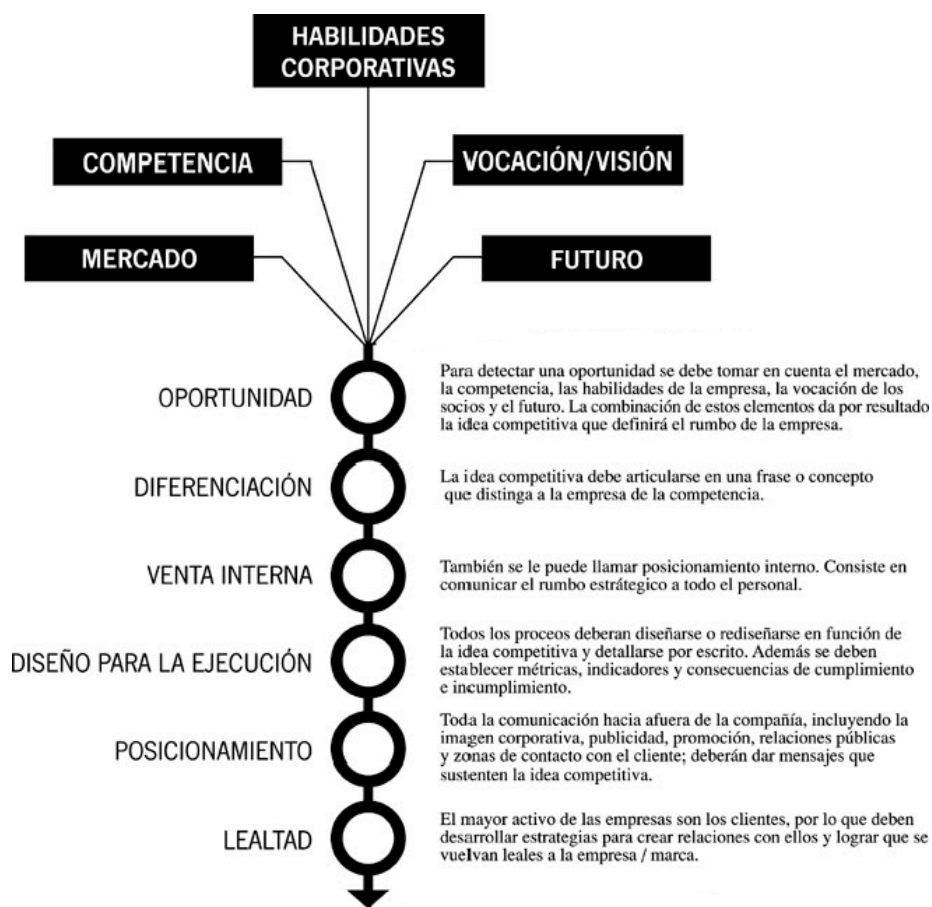 HABILIDADES
CORPORATIVAS
COMPETENCIA
VOCACIÓN/VISIÓN
MERCADO
FUTURO
OPORTUNIDAD
Para detectar una oportunidad se debe tomar en cuenta el mercado,
la competencia, las habilidades de la empresa, la vocación de los
socios y el futuro. La combinación de estos elementos da por resultado
la idea competitiva que definirá el rumbo de la empresa.
DIFERENCIACIÓN
La idea competitiva debe articularse en una frase o concepto
que distinga a la empresa de la competencia.
VENTA INTERNA
También se le puede llamar posicionamiento interno. Consiste en
comunicar el rumbo estrátegico a todo el personal.
DISEÑO PARA LA EJECUCIÓN
Todos los proceos deberan diseñarse o rediseñarse en función de
la idea competitiva y detallarse por escrito. Además se deben
establecer métricas, indicadores y consecuencias de cumplimiento
e incumplimiento.
POSICIONAMIENTO
Toda la comunicación hacia afuera de la compañía, incluyendo la
imagen corporativa, publicidad, promoción, relaciones públicas
y zonas de contacto con el cliente; deberán dar mensajes que
sustenten la idea competitiva.
LEALTAD
El mayor activo de las empresas son los clientes, por lo que deben
desarrollar estrategias para crear relaciones con ellos y lograr que se
vuelvan leales a la empresa / marca.